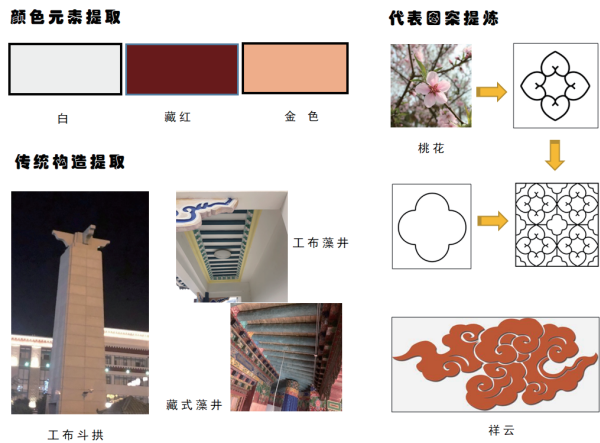 颜色元素提取
白
藏红
金 色
传统构造提取
工布斗拱
工布藻井
藏式藻井
代表图案提炼
桃花
祥云